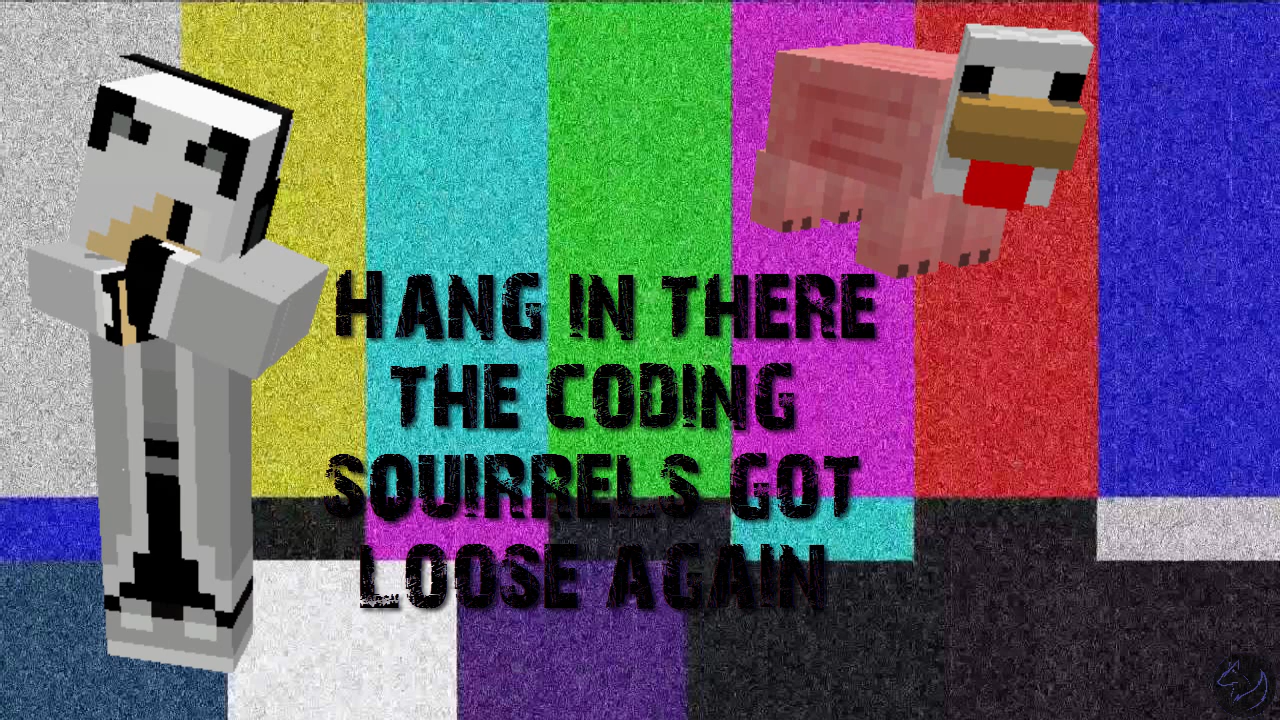 HANG IN THERE
THE CODING
SQUIRRELS GOT
LOOSE AGAIN